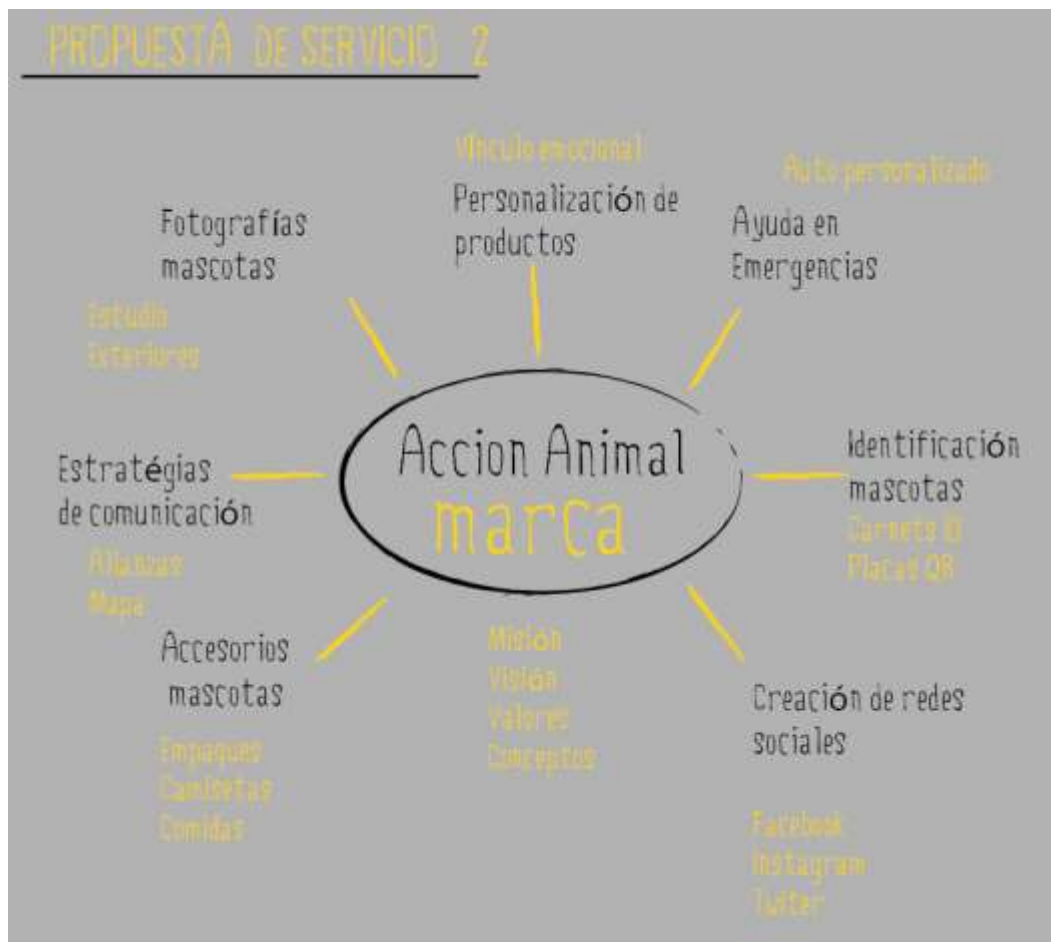 PROPUESTA DE SERVICIO 2
Vínculo emocional
Personalización de
productos
Auto personalizado
Ayuda en
Emergencias
Fotografías
mascotas
Estudio
Exteriores
Accion Animal
marca
Estratégias
de comunicación
Alianzas
Mapa
Identificación
mascotas
Carnets ID
Placas QR
Accesorios
mascotas
Empaques
Camisetas
Comidas
Misión
Visión
Valores
Conceptos
Creación de redes
sociales
Facebook
Instagram
Twiter